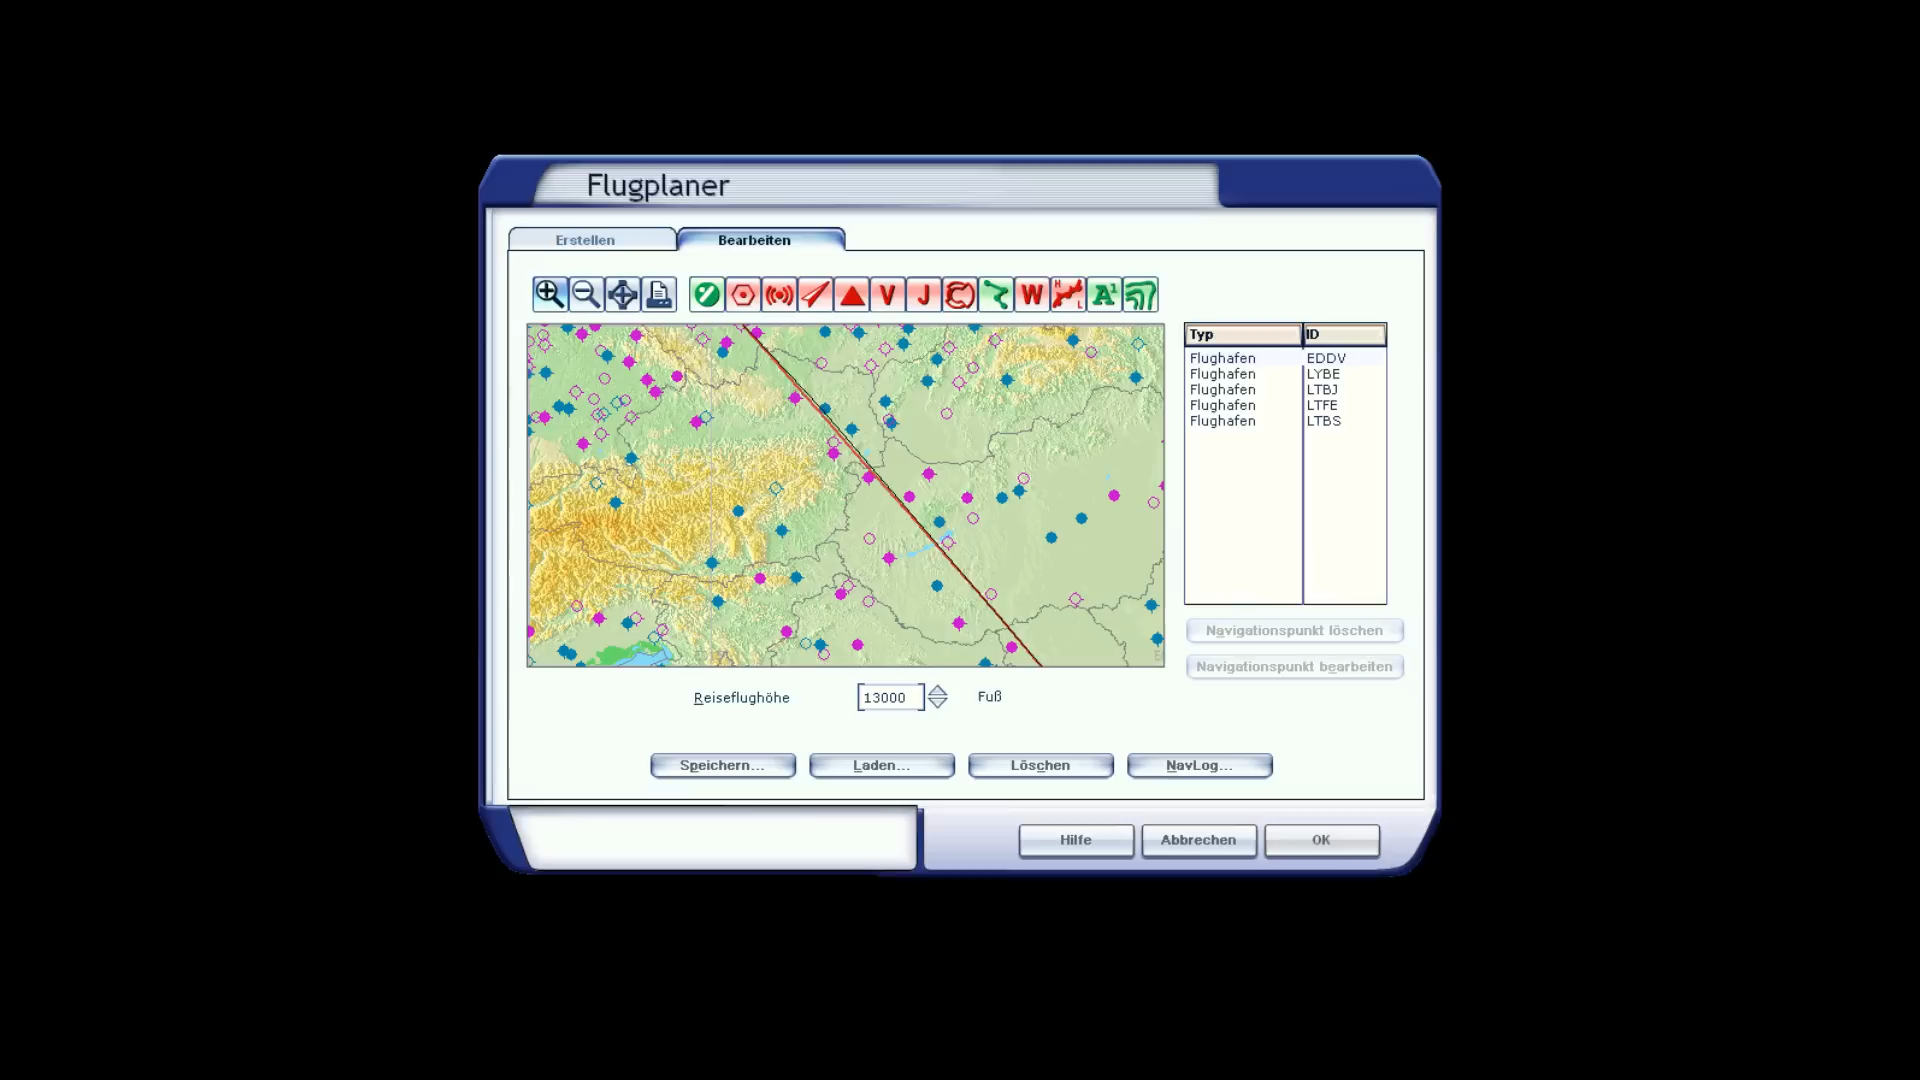 Flugplaner
Erstellen
Bearbeiten
V
J
W
H
L
A¹
Typ
ID
Flughafen EDDV
Flughafen LYBE
Flughafen LTBJ
Flughafen LTFE
Flughafen LTBS
Navigationspunkt löschen
Navigationspunkt bearbeiten
Reiseflughöhe
13000
Fuß
Speichern...
Laden...
Löschen
NavLog...
Hilfe
Abbrechen
OK